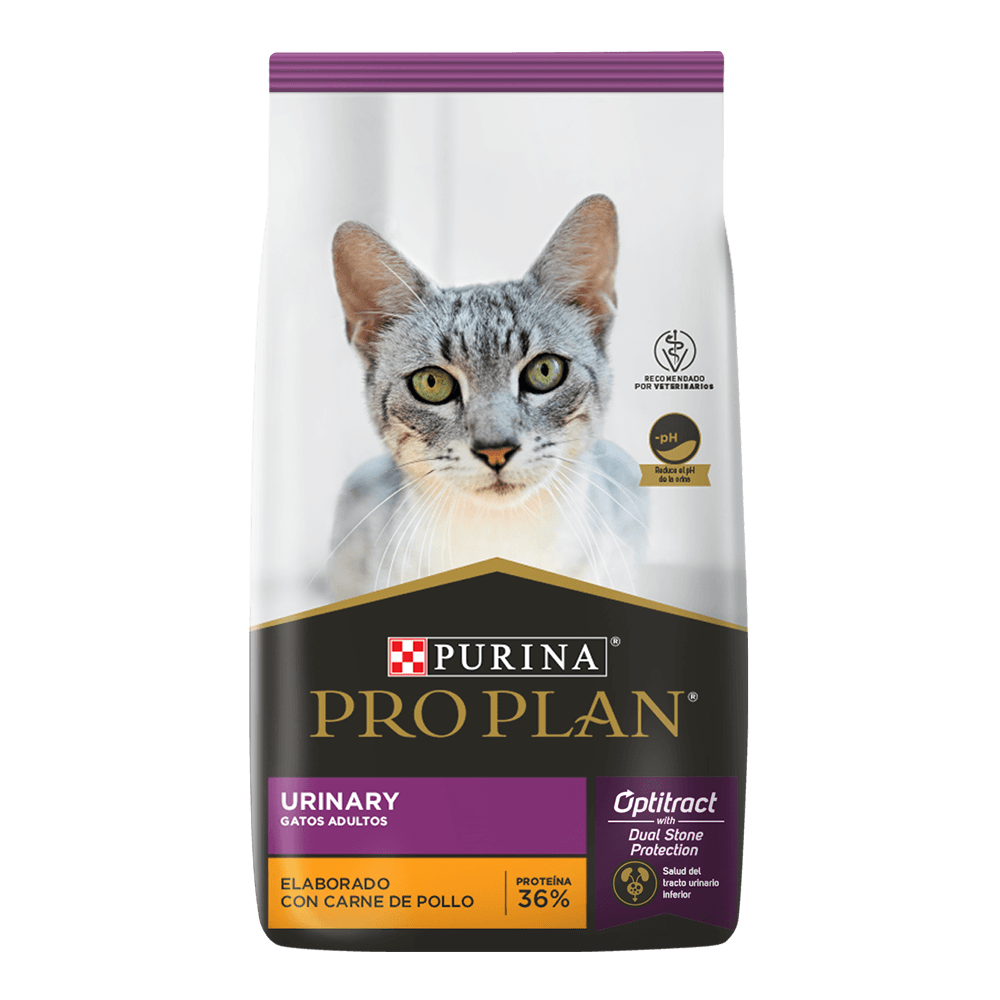 RECOMENDADO
POR VETERINARIOS
-pH
Reduce el pH
de la orina
PURINA®
PRO PLAN®
URINARY
GATOS ADULTOS
ELABORADO
CON CARNE DE POLLO
PROTEÍNA
36%
Optitract
with
Dual Stone
Protection
Salud del
tracto urinario
inferior